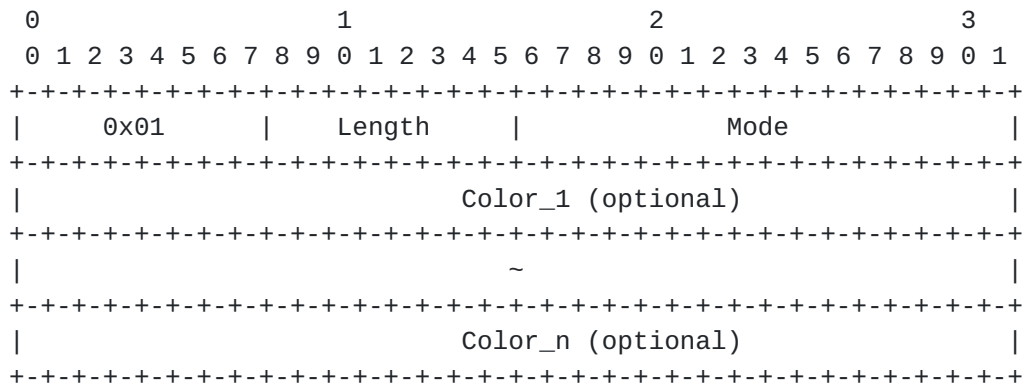 0                   1                   2                   3
 0 1 2 3 4 5 6 7 8 9 0 1 2 3 4 5 6 7 8 9 0 1 2 3 4 5 6 7 8 9 0 1
+-+-+-+-+-+-+-+-+-+-+-+-+-+-+-+-+-+-+-+-+-+-+-+-+-+-+-+-+-+-+-+-+
|     0x01      |    Length     |             Mode              |
+-+-+-+-+-+-+-+-+-+-+-+-+-+-+-+-+-+-+-+-+-+-+-+-+-+-+-+-+-+-+-+-+
|                            Color_1 (optional)                 |
+-+-+-+-+-+-+-+-+-+-+-+-+-+-+-+-+-+-+-+-+-+-+-+-+-+-+-+-+-+-+-+-+
|                               ~                               |
+-+-+-+-+-+-+-+-+-+-+-+-+-+-+-+-+-+-+-+-+-+-+-+-+-+-+-+-+-+-+-+-+
|                            Color_n (optional)                 |
+-+-+-+-+-+-+-+-+-+-+-+-+-+-+-+-+-+-+-+-+-+-+-+-+-+-+-+-+-+-+-+-+